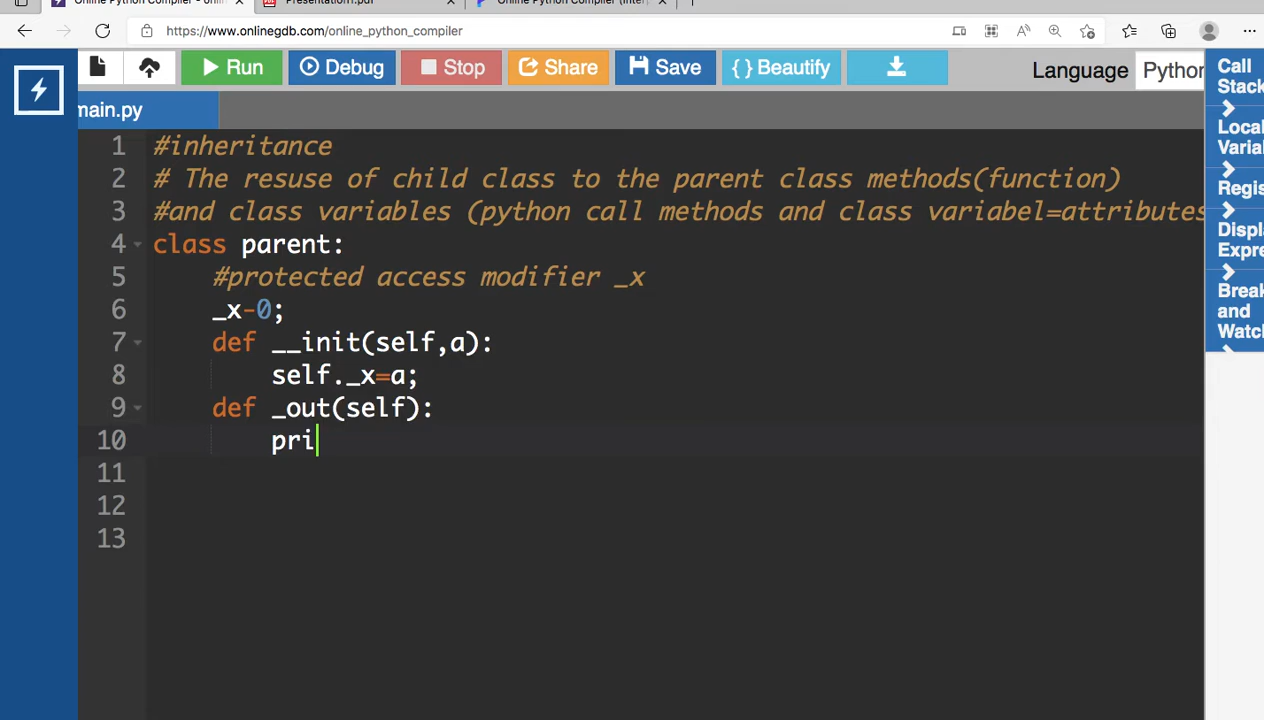 Online Python Compiler - onlin
Presentation1.pdf
Online Python Compiler (Inter
https://www.onlinegdb.com/online_python_compiler
Run
Debug
Stop
Share
Save
{ } Beautify
Language
Python
Call Stack
Local Varia
Regis
Display Expre
Break and Watch
main.py
1 #inheritance
2 # The resuse of child class to the parent class methods(function)
3 #and class variables (python call methods and class variabel=attributes
4 class parent:
5 #protected access modifier _x
6 _x-0;
7 def __init(self,a):
8 self._x=a;
9 def _out(self):
10 pri
11
12
13